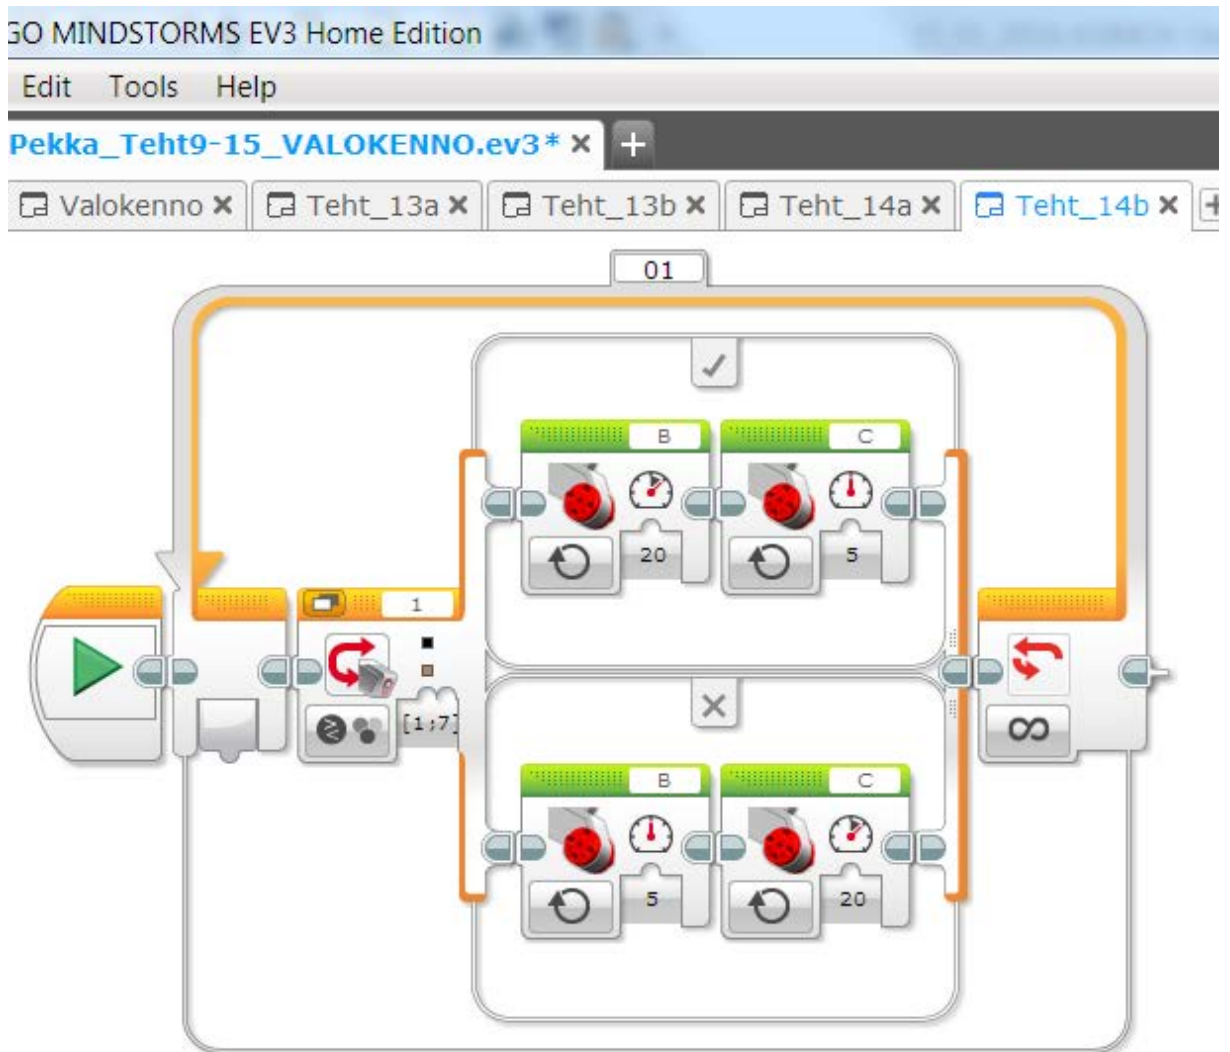 GO MINDSTORMS EV3 Home Edition
Edit Tools Help
Pekka_Teht9-15_VALOKENNO.ev3*
Valokenno Teht_13a Teht_13b Teht_14a Teht_14b
01
B C
20 5
1
[1;7]
B C
5 20